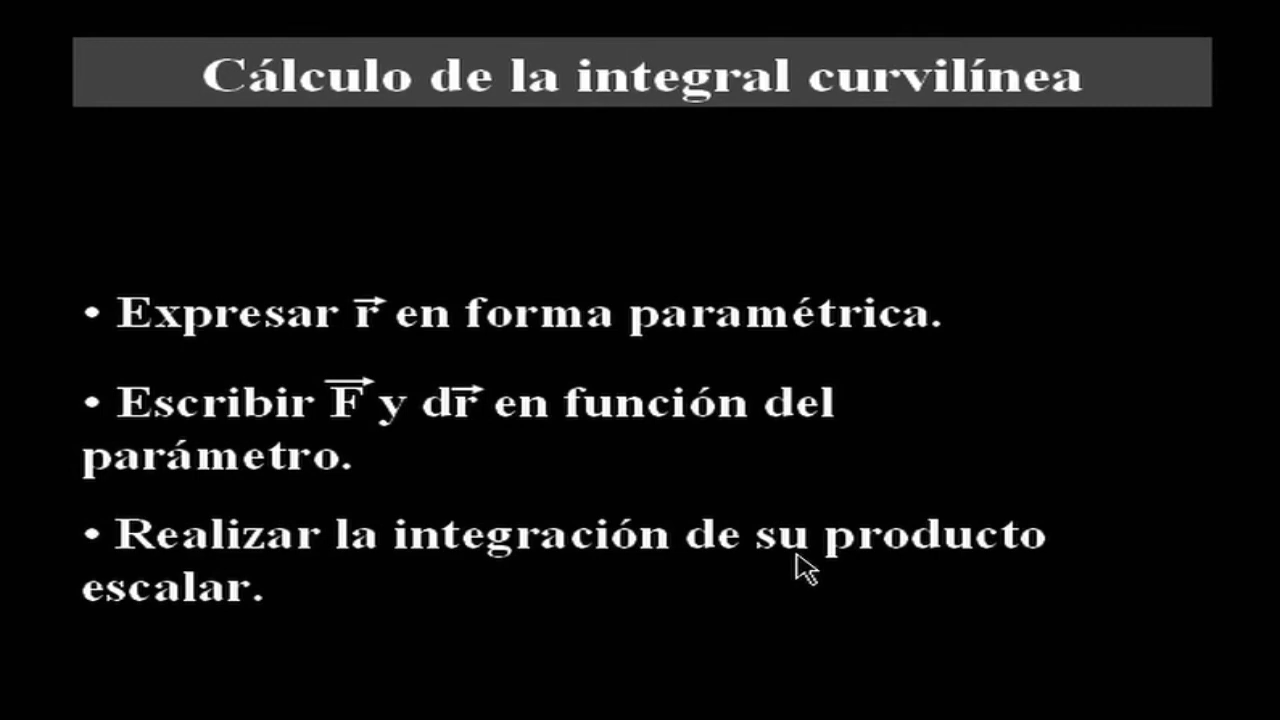 Cálculo de la integral curvilínea
• Expresar r⃗ en forma paramétrica.
• Escribir F⃗ y dr⃗ en función del
parámetro.
• Realizar la integración de su producto
escalar.